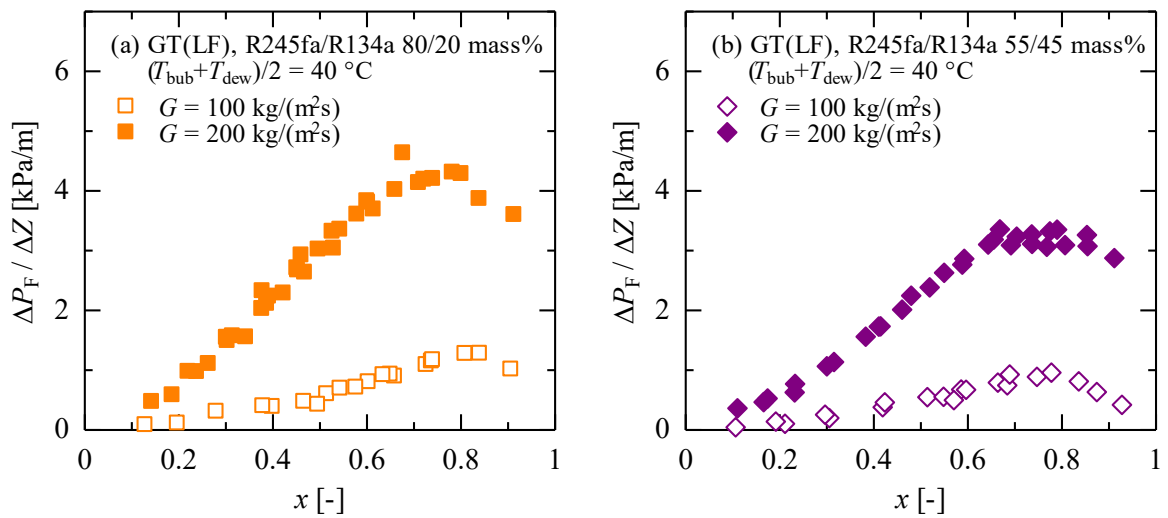 (a) GT(LF), R245fa/R134a 80/20 mass%
(Tbub+Tdew)/2 = 40 °C
G = 100 kg/(m²s)
G = 200 kg/(m²s)
6
4
2
0
ΔPF / ΔZ [kPa/m]
0 0.2 0.4 0.6 0.8 1
x [-]
(b) GT(LF), R245fa/R134a 55/45 mass%
(Tbub+Tdew)/2 = 40 °C
G = 100 kg/(m²s)
G = 200 kg/(m²s)
6
4
2
0
ΔPF / ΔZ [kPa/m]
0 0.2 0.4 0.6 0.8 1
x [-]